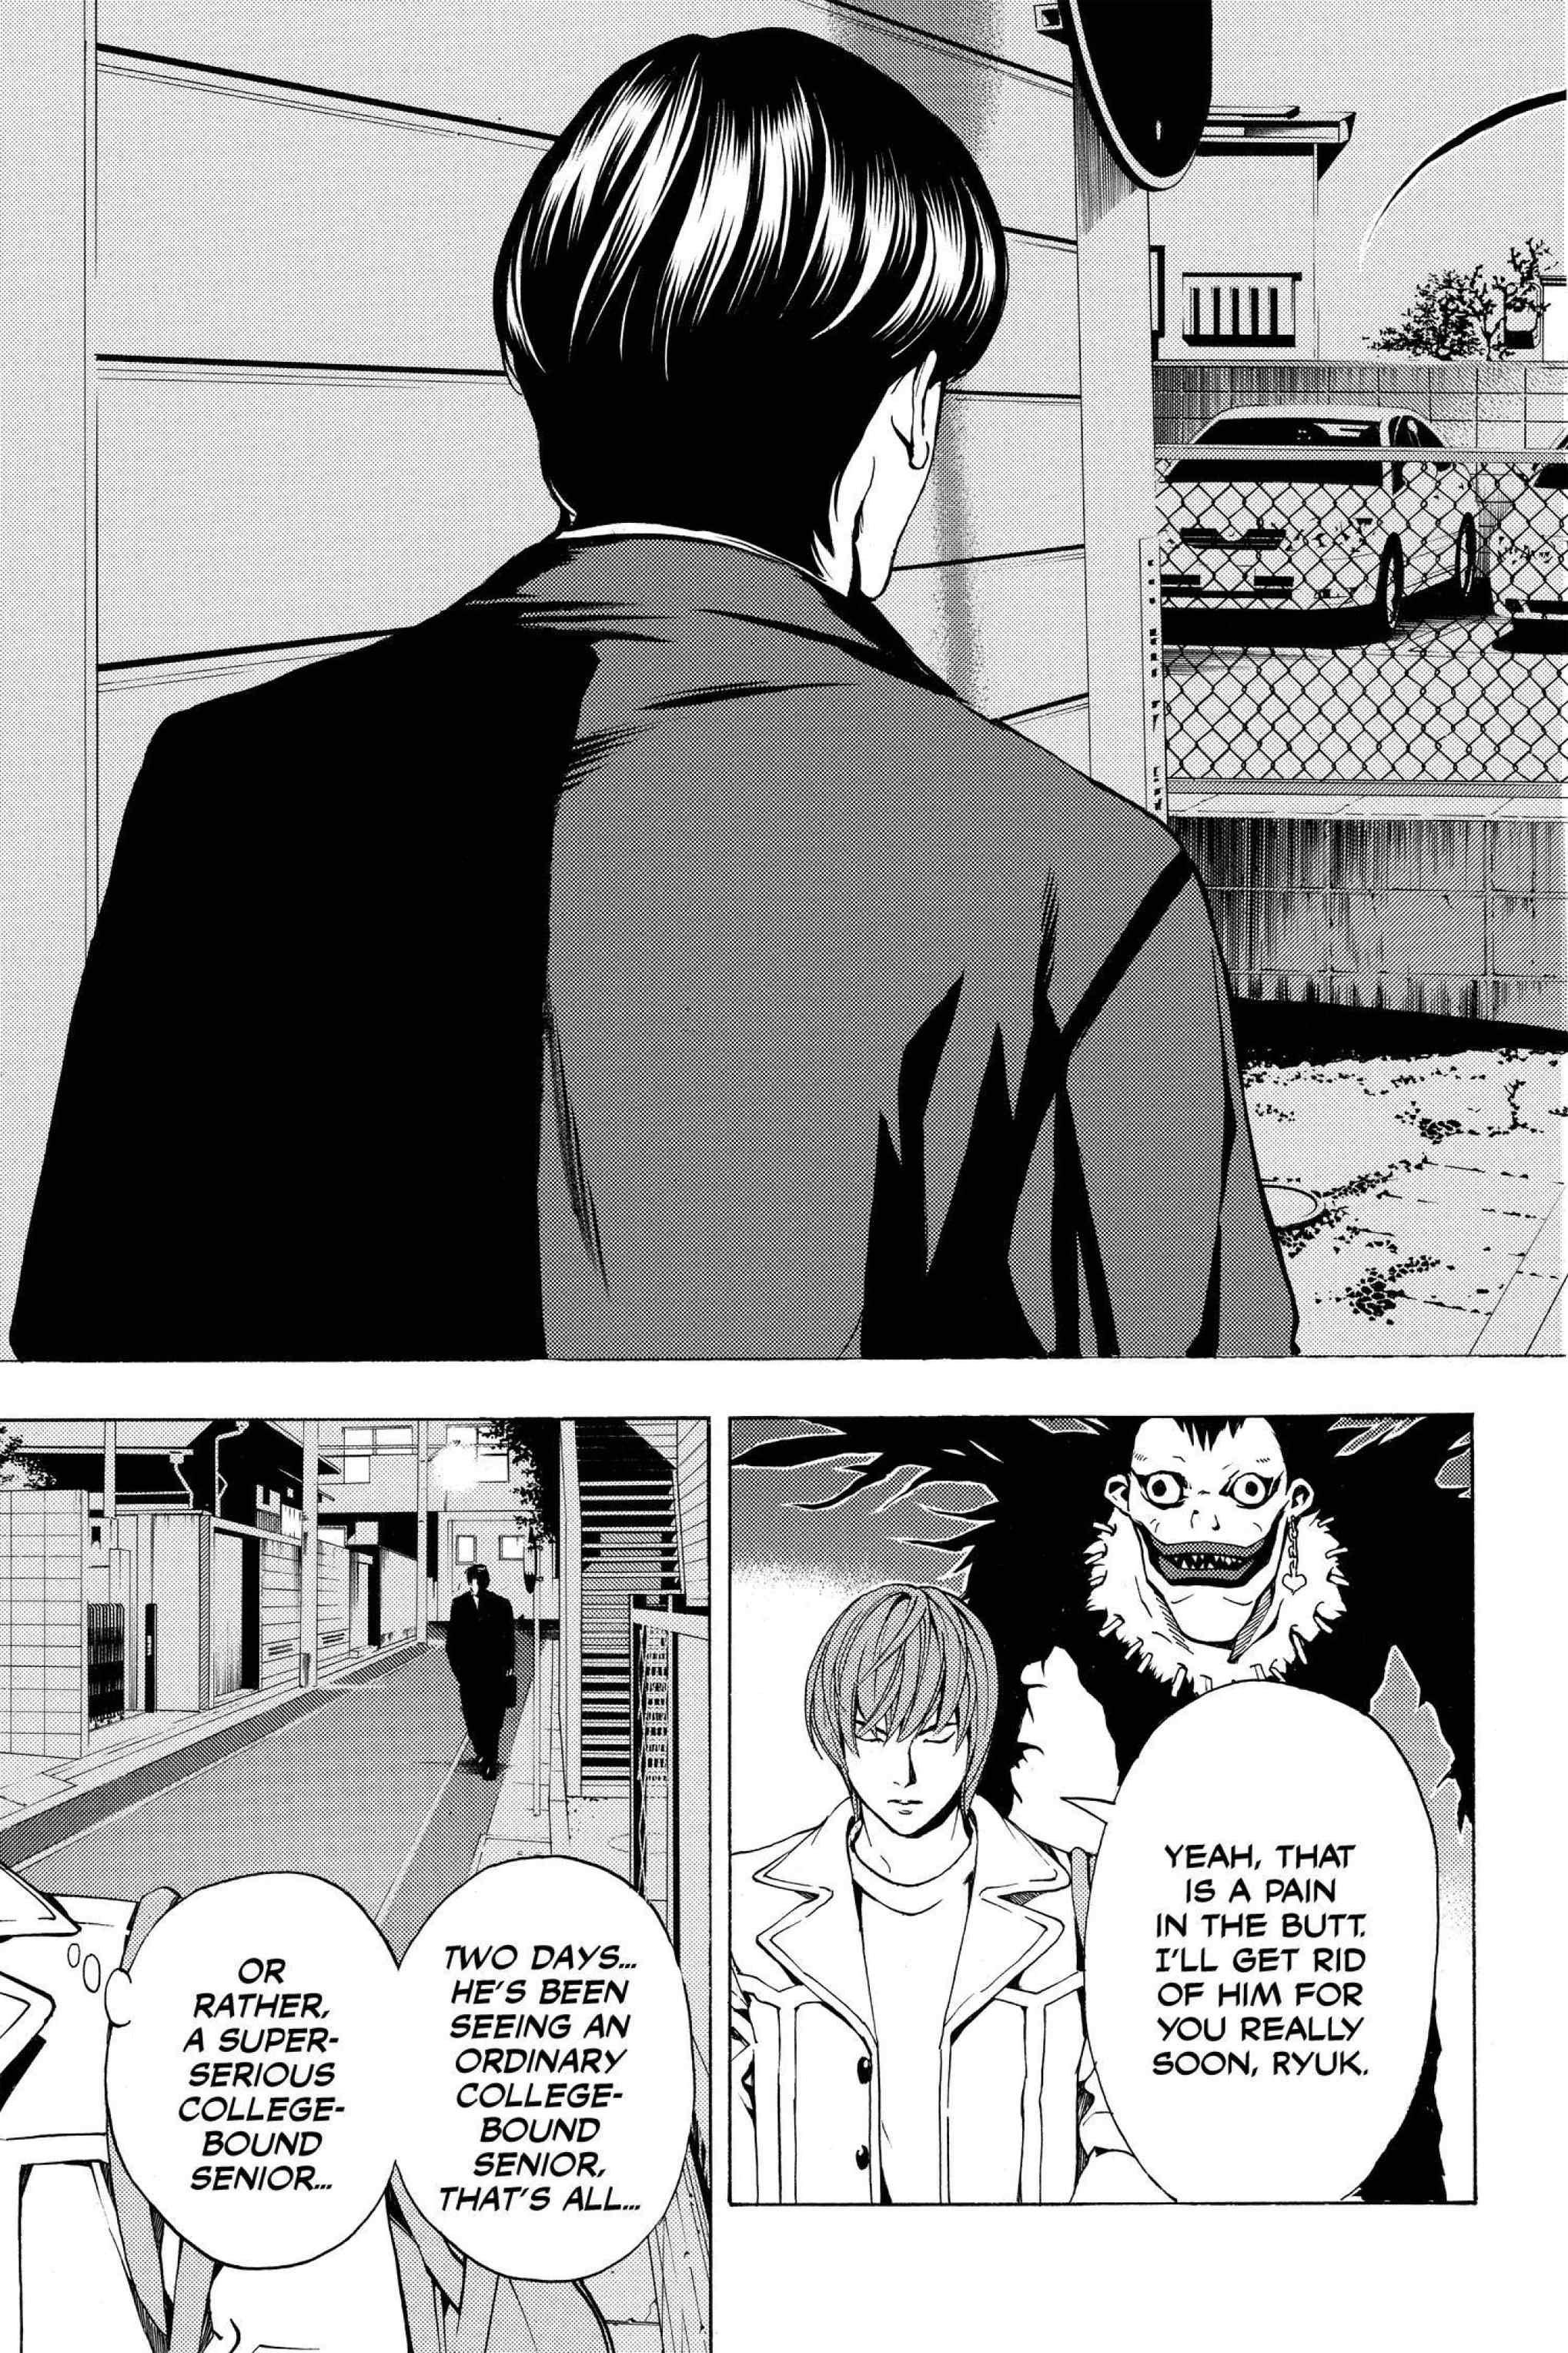 YEAH, THAT
IS A PAIN
IN THE BUTT.
I'LL GET RID
OF HIM FOR
YOU REALLY
SOON, RYUK.
TWO DAYS...
HE'S BEEN
SEEING AN
ORDINARY
COLLEGE-
BOUND
SENIOR,
THAT'S ALL...
OR
RATHER,
A SUPER-
SERIOUS
COLLEGE-
BOUND
SENIOR...